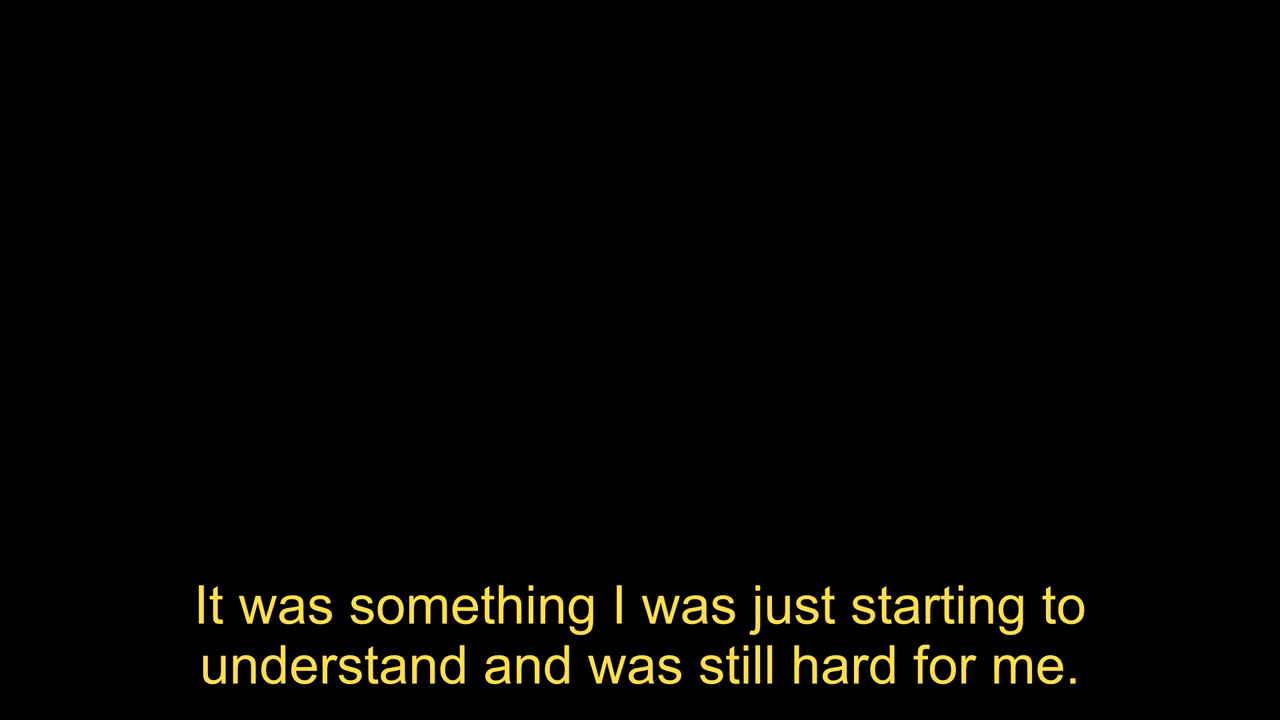 It was something I was just starting to
understand and was still hard for me.